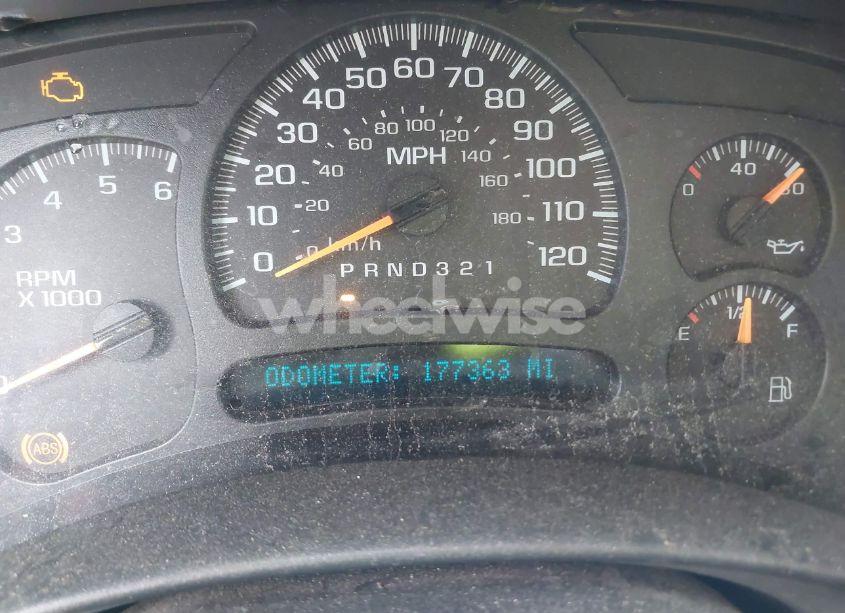 60
50 70
40 80
30 90
20 100
10 110
0 120
80 100 120
60 140
40 160
20 180
0 km/h
MPH
P R N D 3 2 1
3 4 5 6
RPM
X 1000
0
0 40 80
E 1/2 F
wheelwise
ODOMETER: 177363 MI
ABS